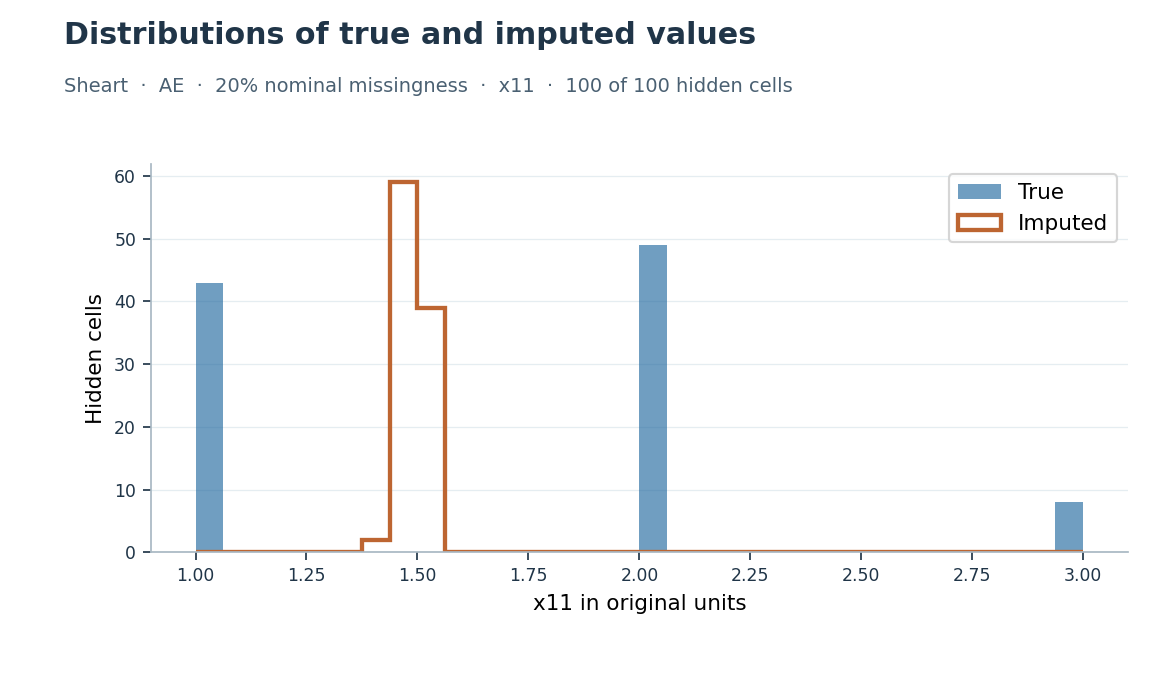 Distributions of true and imputed values
Sheart · AE · 20% nominal missingness · x11 · 100 of 100 hidden cells
True
Imputed
Hidden cells
60
50
40
30
20
10
0
1.00 1.25 1.50 1.75 2.00 2.25 2.50 2.75 3.00
x11 in original units